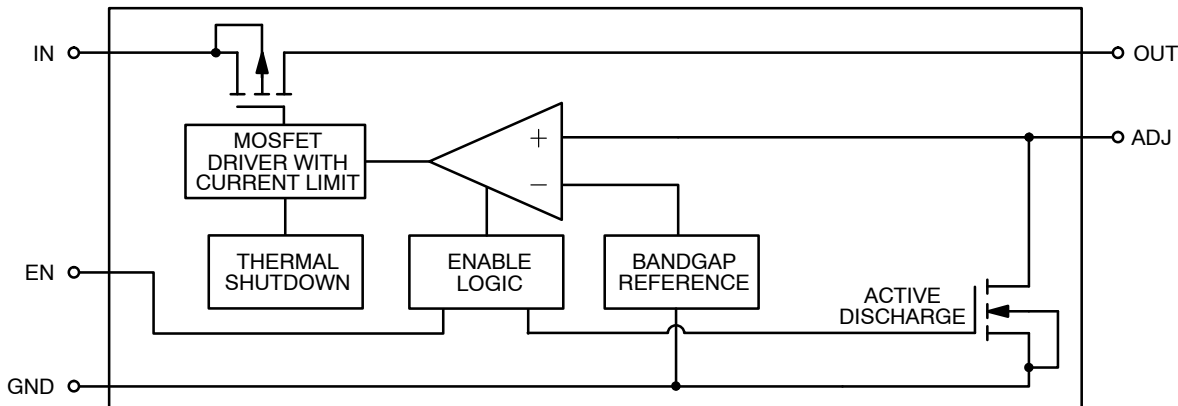 IN
OUT
MOSFET
DRIVER WITH
CURRENT LIMIT
+
−
ADJ
THERMAL
SHUTDOWN
ENABLE
LOGIC
BANDGAP
REFERENCE
EN
ACTIVE
DISCHARGE
GND